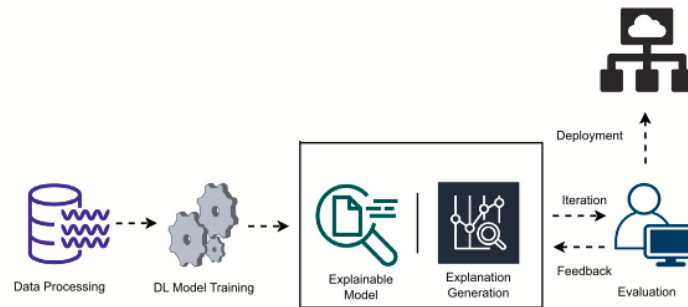 Deployment
Iteration
Feedback
Data Processing
DL Model Training
Explainable
Model
Explanation
Generation
Evaluation